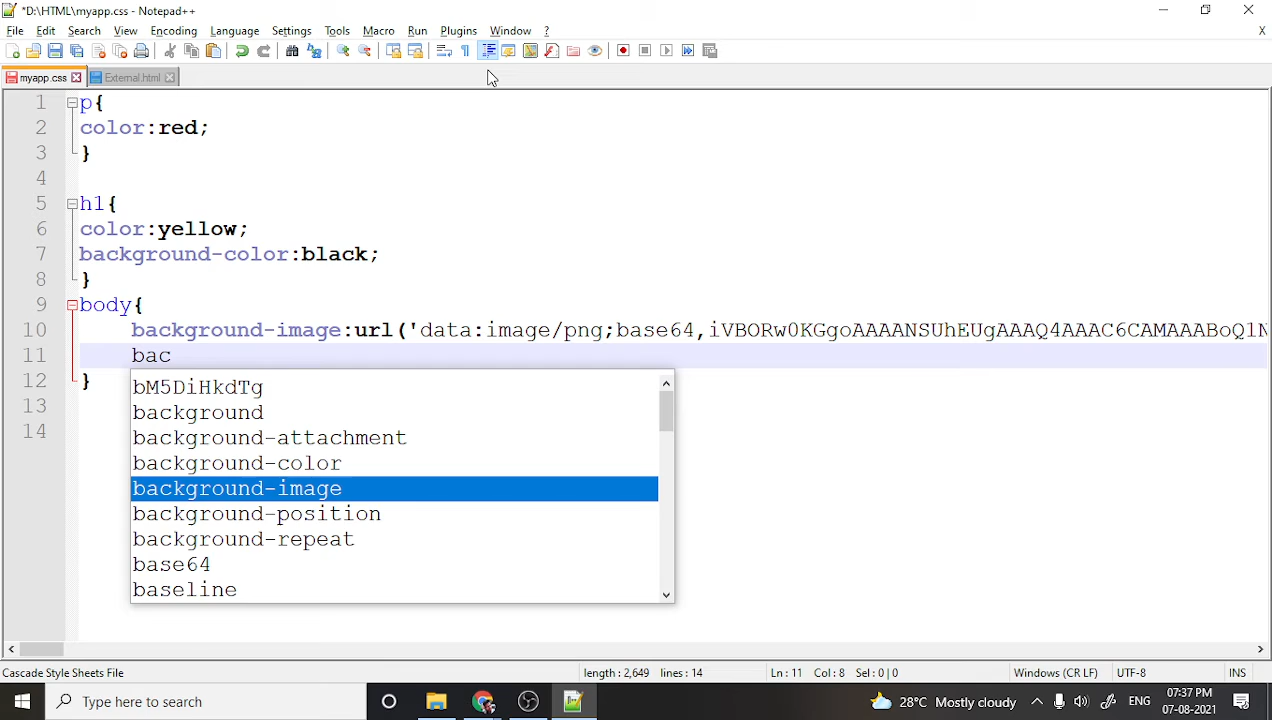 *D:\HTML\myapp.css - Notepad++
File Edit Search View Encoding Language Settings Tools Macro Run Plugins Window ? X
myapp.css External.html
1 p{
2 color:red;
3 }
4
5 h1{
6 color:yellow;
7 background-color:black;
8 }
9 body{
10 background-image:url('data:image/png;base64,iVBORw0KGgoAAAANSUhEUgAAAQ4AAAC6CAMAAABoQ1N
11 bac
12 }
13
14
bM5DiHkdTg
background
background-attachment
background-color
background-image
background-position
background-repeat
base64
baseline
Cascade Style Sheets File length : 2,649 lines : 14 Ln : 11 Col : 8 Sel : 0 | 0 Windows (CR LF) UTF-8 INS
Type here to search 28°C Mostly cloudy ENG 07:37 PM
07-08-2021